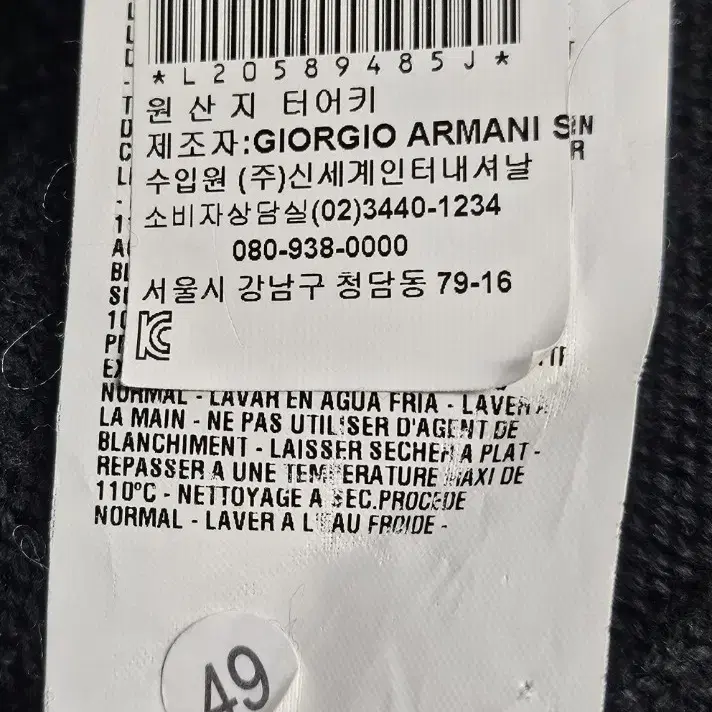 *L20589485J*
원 산 지 터어키
제조자:GIORGIO ARMANI S
수입원 (주)신세계인터내셔날
소비자상담실(02)3440-1234
080-938-0000
서울시 강남구 청담동 79-16
NORMAL - LAVAR EN AGUA FRIA - LAVER A
LA MAIN - NE PAS UTILISER D'AGENT DE
BLANCHIMENT - LAISSER SECHER A PLAT -
REPASSER A UNE TEMPERATURE MAXI DE
110°C - NETTOYAGE A SEC.PROCEDE
NORMAL - LAVER A L'EAU FROIDE -
49